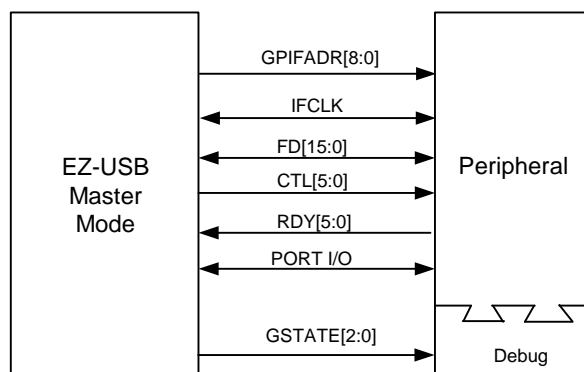 GPIFADR[8:0]
IFCLK
FD[15:0]
EZ-USB
Master
Mode
CTL[5:0]
Peripheral
RDY[5:0]
PORT I/O
GSTATE[2:0]
Debug